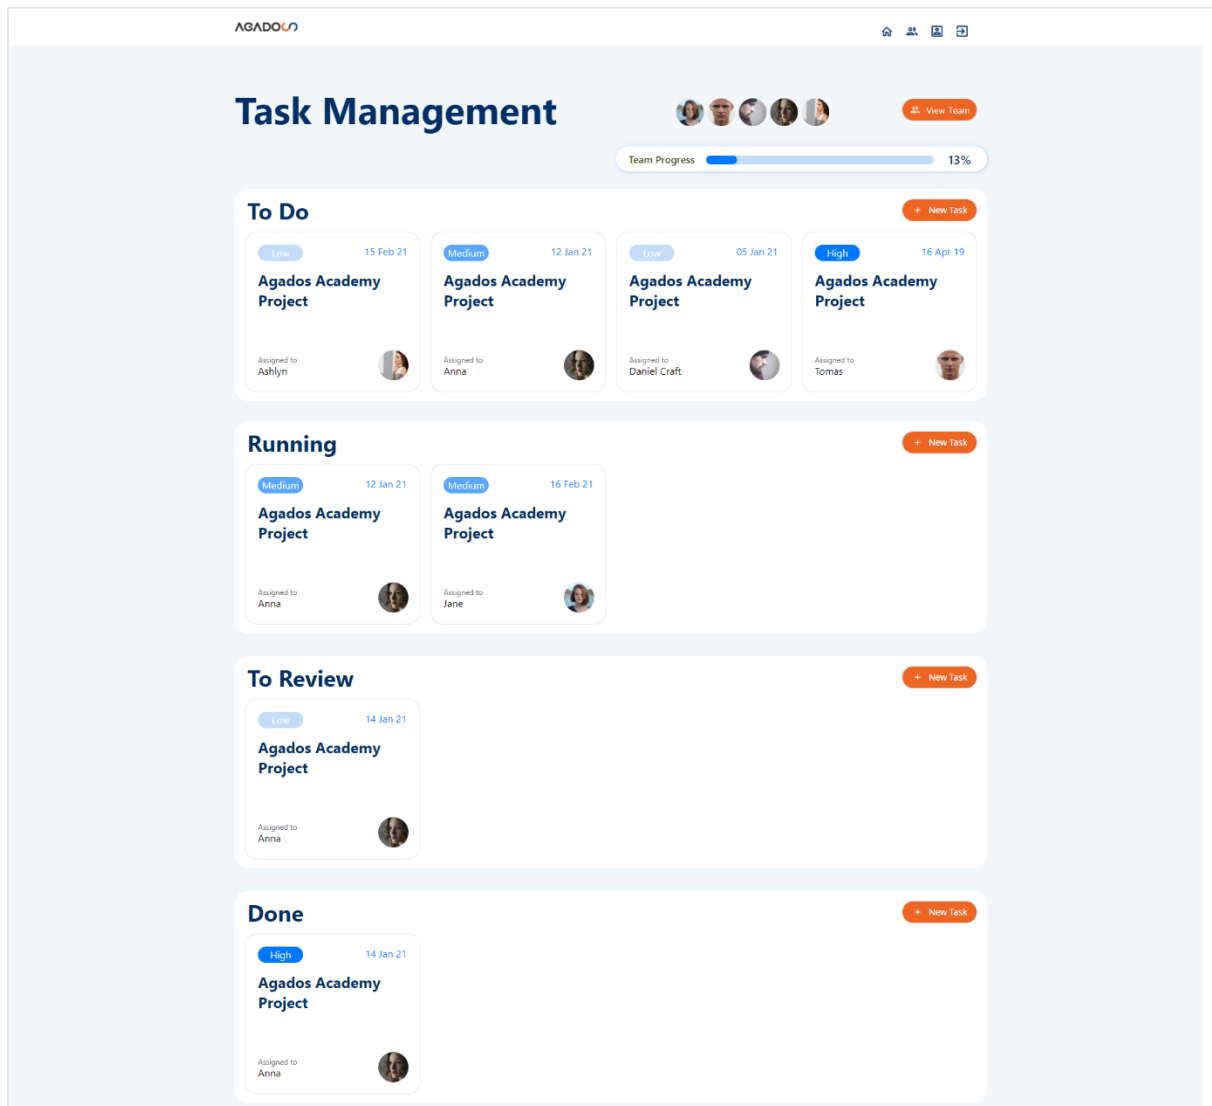 AGADOS
Task Management
View Team
Team Progress 13%
To Do
+ New Task
Low 15 Feb 21
Agados Academy
Project
Assigned to
Ashlyn
Medium 12 Jan 21
Agados Academy
Project
Assigned to
Anna
Low 05 Jan 21
Agados Academy
Project
Assigned to
Daniel Craft
High 16 Apr 19
Agados Academy
Project
Assigned to
Tomas
Running
+ New Task
Medium 12 Jan 21
Agados Academy
Project
Assigned to
Anna
Medium 16 Feb 21
Agados Academy
Project
Assigned to
Jane
To Review
+ New Task
Low 14 Jan 21
Agados Academy
Project
Assigned to
Anna
Done
+ New Task
High 14 Jan 21
Agados Academy
Project
Assigned to
Anna